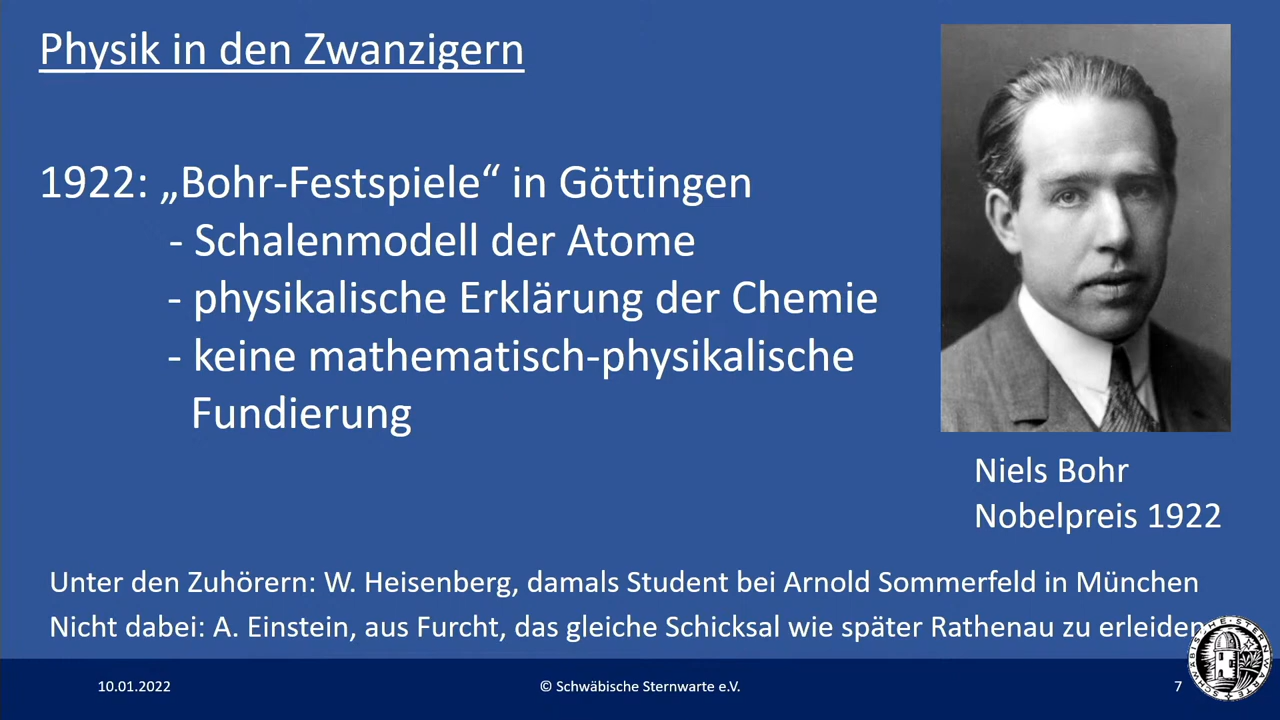 Physik in den Zwanzigern
1922: „Bohr-Festspiele“ in Göttingen
- Schalenmodell der Atome
- physikalische Erklärung der Chemie
- keine mathematisch-physikalische
Fundierung
Niels Bohr
Nobelpreis 1922
Unter den Zuhörern: W. Heisenberg, damals Student bei Arnold Sommerfeld in München
Nicht dabei: A. Einstein, aus Furcht, das gleiche Schicksal wie später Rathenau zu erleiden
10.01.2022
© Schwäbische Sternwarte e.V.
7
SCHWÄBISCHE STERNWARTE